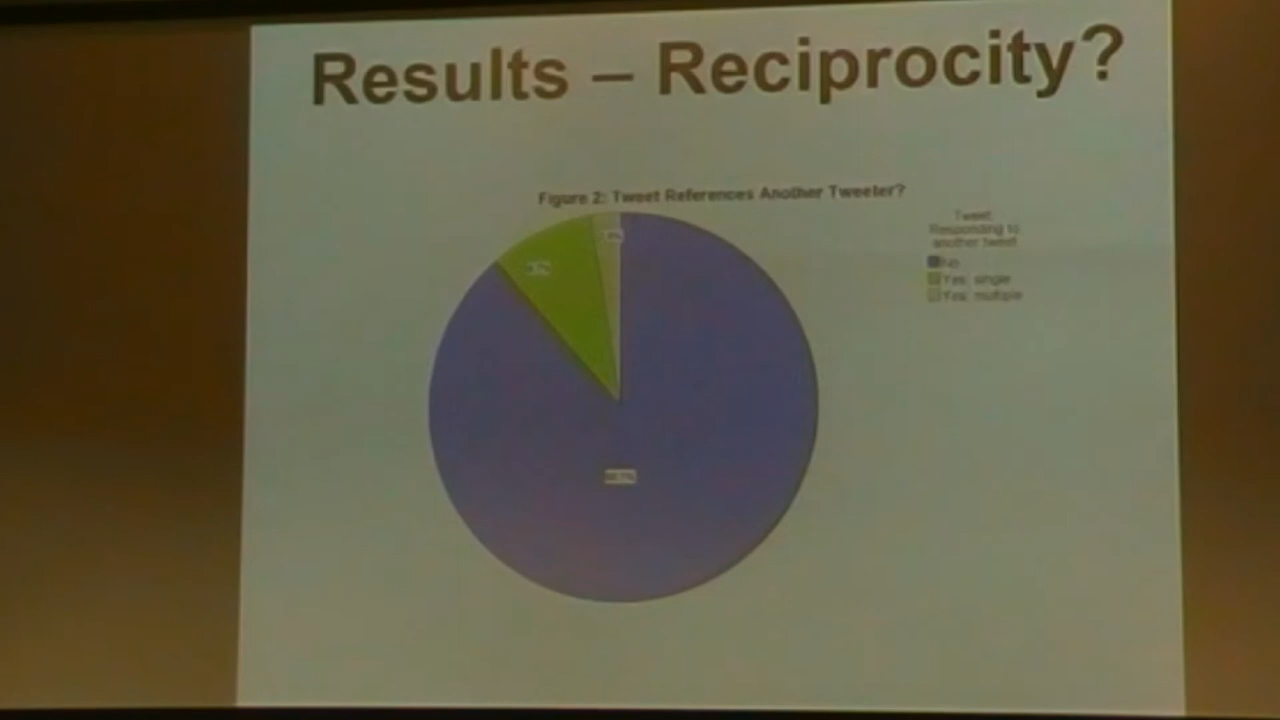 Results – Reciprocity?
Figure 2: Tweet References Another Tweeter?
Tweet
Responding to
another tweet
No
Yes: single
Yes: multiple